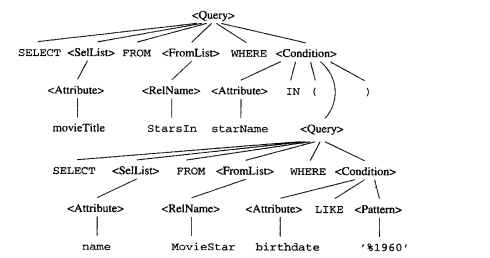 <Query>
SELECT <SelList> FROM <FromList> WHERE <Condition>
<Attribute> <RelName> <Attribute> IN ( )
movieTitle StarsIn starName <Query>
SELECT <SelList> FROM <FromList> WHERE <Condition>
<Attribute> <RelName> <Attribute> LIKE <Pattern>
name MovieStar birthdate '%1960'